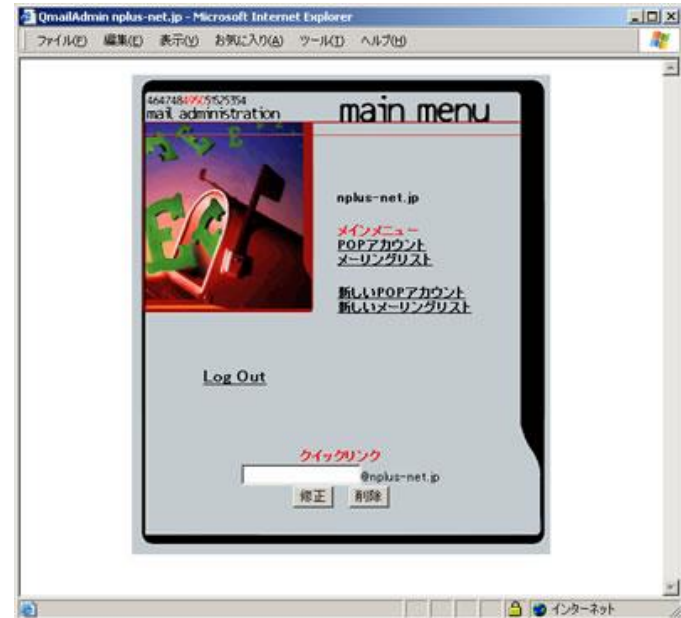 QmailAdmin nplus-net.jp - Microsoft Internet Explorer
ファイル(F) 編集(E) 表示(V) お気に入り(A) ツール(T) ヘルプ(H)
464748495051525354
mail administration
main menu
nplus-net.jp
メインメニュー
POPアカウント
メーリングリスト
新しいPOPアカウント
新しいメーリングリスト
Log Out
クイックリンク
@nplus-net.jp
修正 削除
インターネット